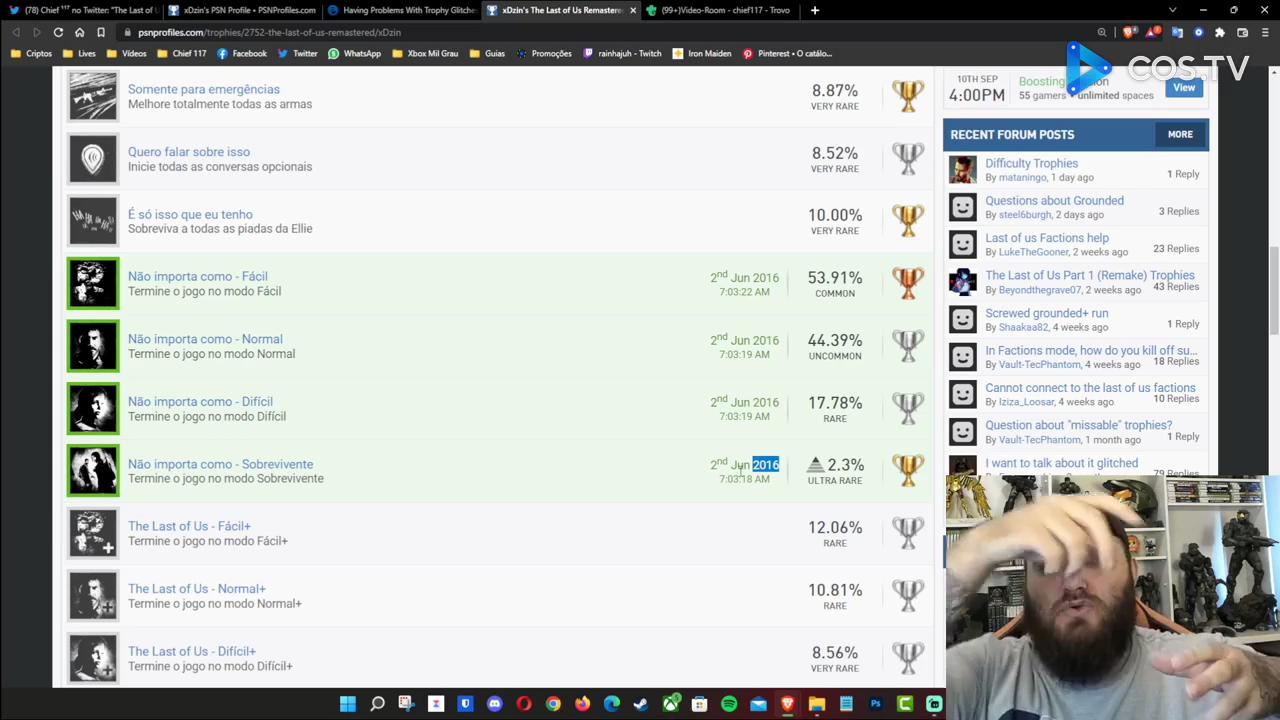 (78) Chief ¹¹⁷ no Twitter: "The Last of U
xDzin's PSN Profile • PSNProfiles.com
Having Problems With Trophy Glitche
xDzin's The Last of Us Remastere
(99+)Video-Room - chief117 - Trovo
psnprofiles.com/trophies/2752-the-last-of-us-remastered/xDzin
Criptos
Lives
Vídeos
Chief 117
Facebook
Twitter
WhatsApp
Xbox Mil Grau
Guias
Promoções
rainhajuh - Twitch
Iron Maiden
Pinterest • O catálo...
COS.TV
Somente para emergências
Melhore totalmente todas as armas
8.87%
VERY RARE
Quero falar sobre isso
Inicie todas as conversas opcionais
8.52%
VERY RARE
É só isso que eu tenho
Sobreviva a todas as piadas da Ellie
10.00%
VERY RARE
Não importa como - Fácil
Termine o jogo no modo Fácil
2nd Jun 2016
7:03:22 AM
53.91%
COMMON
Não importa como - Normal
Termine o jogo no modo Normal
2nd Jun 2016
7:03:19 AM
44.39%
UNCOMMON
Não importa como - Difícil
Termine o jogo no modo Difícil
2nd Jun 2016
7:03:19 AM
17.78%
RARE
Não importa como - Sobrevivente
Termine o jogo no modo Sobrevivente
2nd Jun 2016
7:03:18 AM
2.3%
ULTRA RARE
The Last of Us - Fácil+
Termine o jogo no modo Fácil+
12.06%
RARE
The Last of Us - Normal+
Termine o jogo no modo Normal+
10.81%
RARE
The Last of Us - Difícil+
Termine o jogo no modo Difícil+
8.56%
VERY RARE
10TH SEP
4:00PM
Boosting
55 gamers • unlimited spaces
View
RECENT FORUM POSTS
MORE
Difficulty Trophies
By mataningo, 1 day ago
1 Reply
Questions about Grounded
By steel6burgh, 2 days ago
3 Replies
Last of us Factions help
By LukeTheGooner, 2 weeks ago
23 Replies
The Last of Us Part 1 (Remake) Trophies
By Beyondthegrave07, 2 weeks ago
43 Replies
Screwed grounded+ run
By Shaakaa82, 4 weeks ago
1 Reply
In Factions mode, how do you kill off su...
By Vault-TecPhantom, 4 weeks ago
18 Replies
Cannot connect to the last of us factions
By Iziza_Loosar, 4 weeks ago
10 Replies
Question about "missable" trophies?
By Vault-TecPhantom, 1 month ago
1 Reply
I want to talk about it glitched
79 Replies